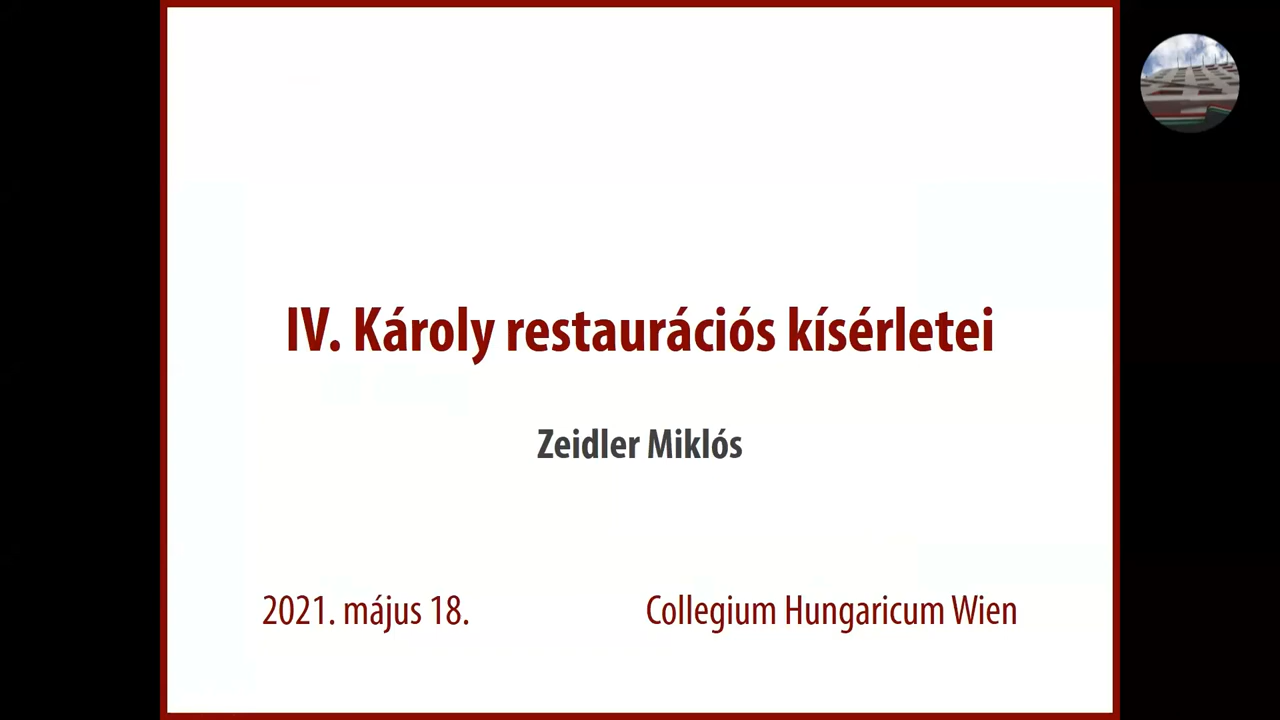 IV. Károly restaurációs kísérletei
Zeidler Miklós
2021. május 18.
Collegium Hungaricum Wien